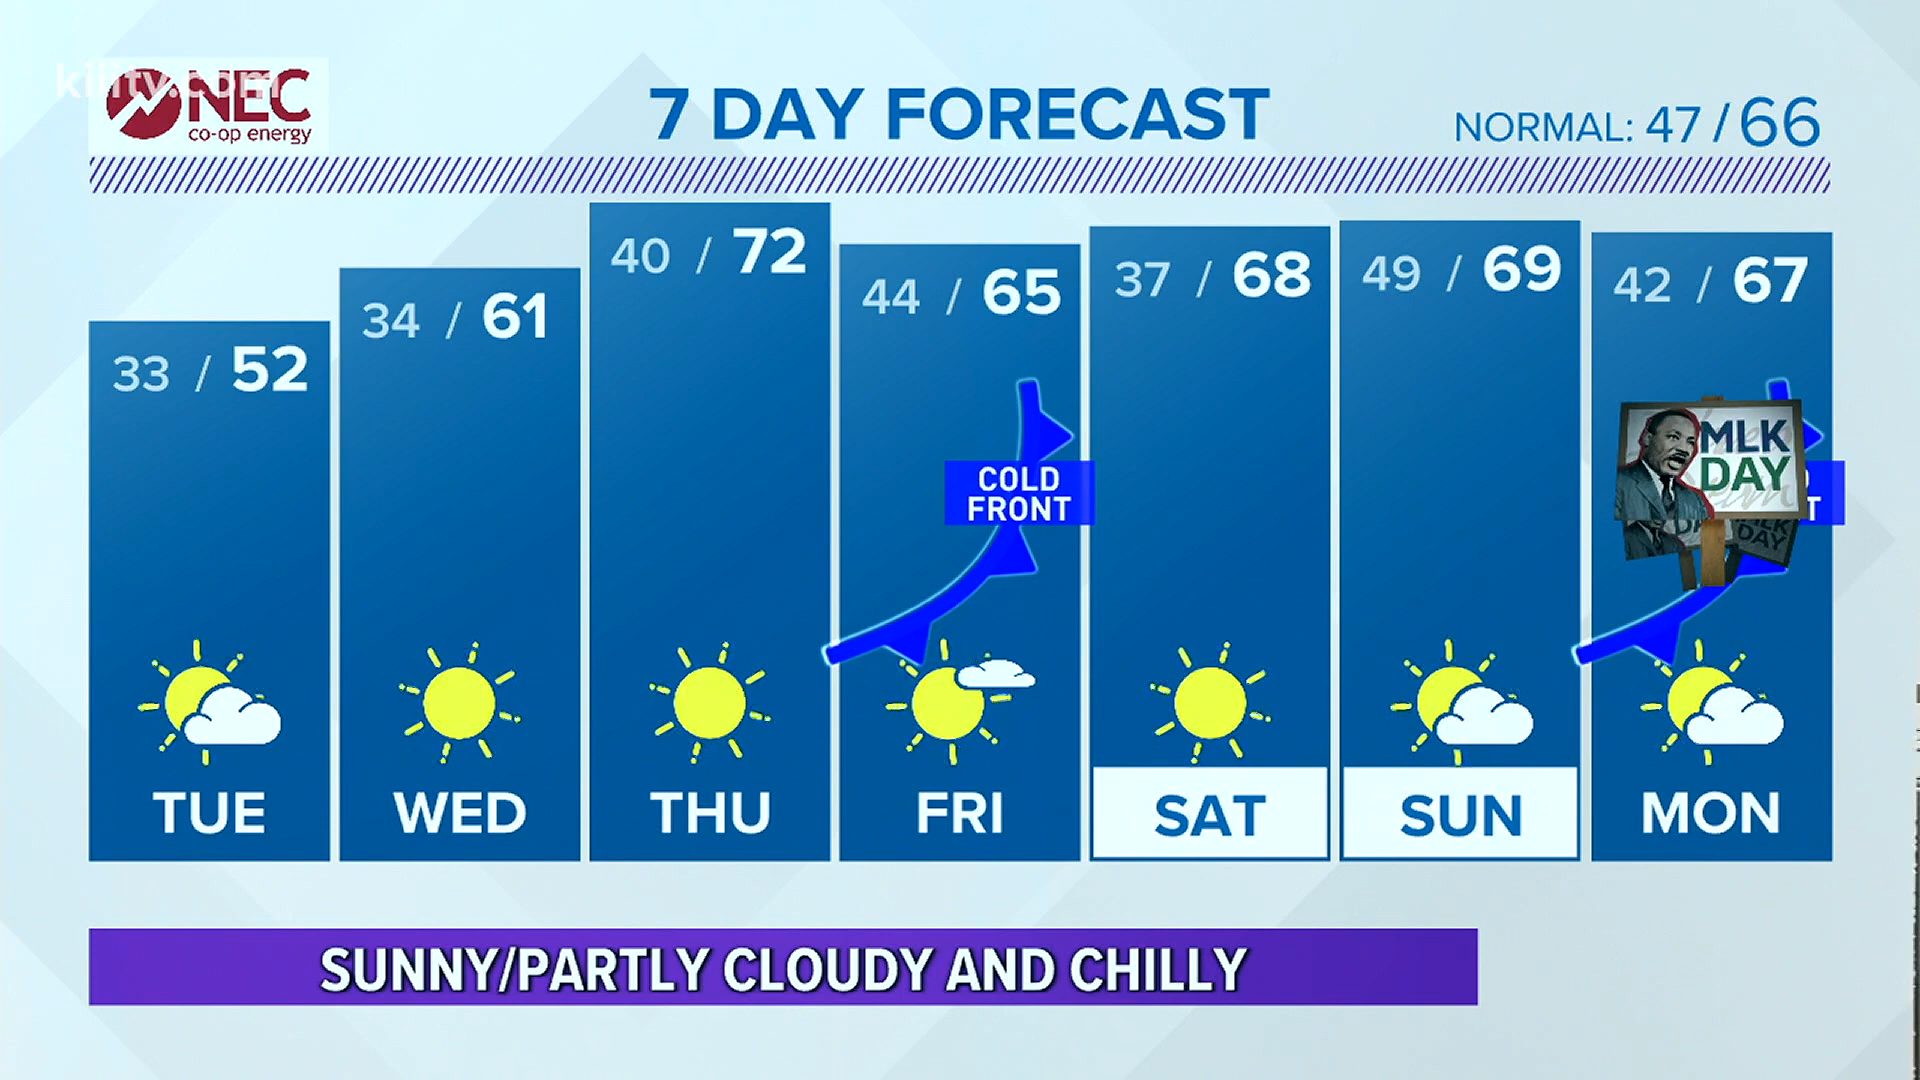 kiiitv.com
NEC
co-op energy
7 DAY FORECAST
NORMAL: 47 / 66
33 / 52
34 / 61
40 / 72
44 / 65
37 / 68
49 / 69
42 / 67
COLD
FRONT
MLK
DAY
T
MLK
DAY
TUE
WED
THU
FRI
SAT
SUN
MON
SUNNY/PARTLY CLOUDY AND CHILLY